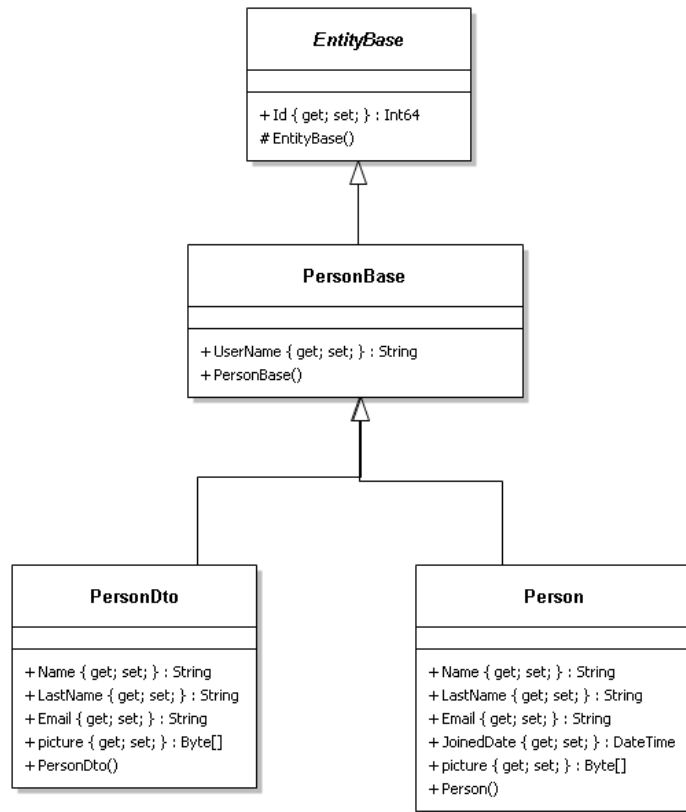 EntityBase
+ Id { get; set; } : Int64
# EntityBase()
PersonBase
+ UserName { get; set; } : String
+ PersonBase()
PersonDto
+ Name { get; set; } : String
+ LastName { get; set; } : String
+ Email { get; set; } : String
+ picture { get; set; } : Byte[]
+ PersonDto()
Person
+ Name { get; set; } : String
+ LastName { get; set; } : String
+ Email { get; set; } : String
+ JoinedDate { get; set; } : DateTime
+ picture { get; set; } : Byte[]
+ Person()